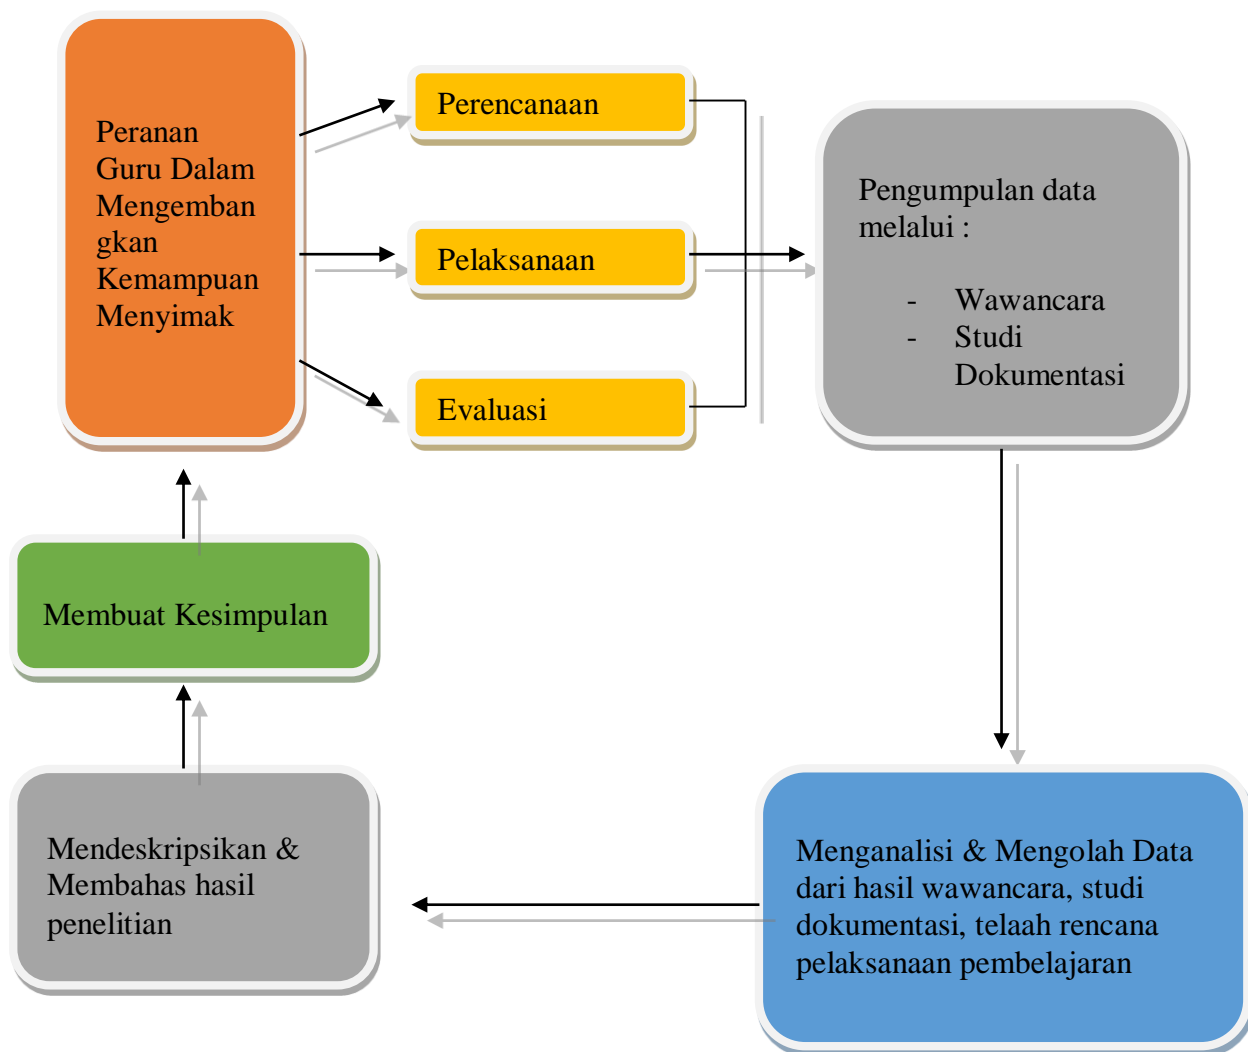 Peranan
Guru Dalam
Mengemban
gkan
Kemampuan
Menyimak
Perencanaan
Pelaksanaan
Evaluasi
Pengumpulan data
melalui :
- Wawancara
- Studi
Dokumentasi
Menganalisi & Mengolah Data
dari hasil wawancara, studi
dokumentasi, telaah rencana
pelaksanaan pembelajaran
Mendeskripsikan &
Membahas hasil
penelitian
Membuat Kesimpulan